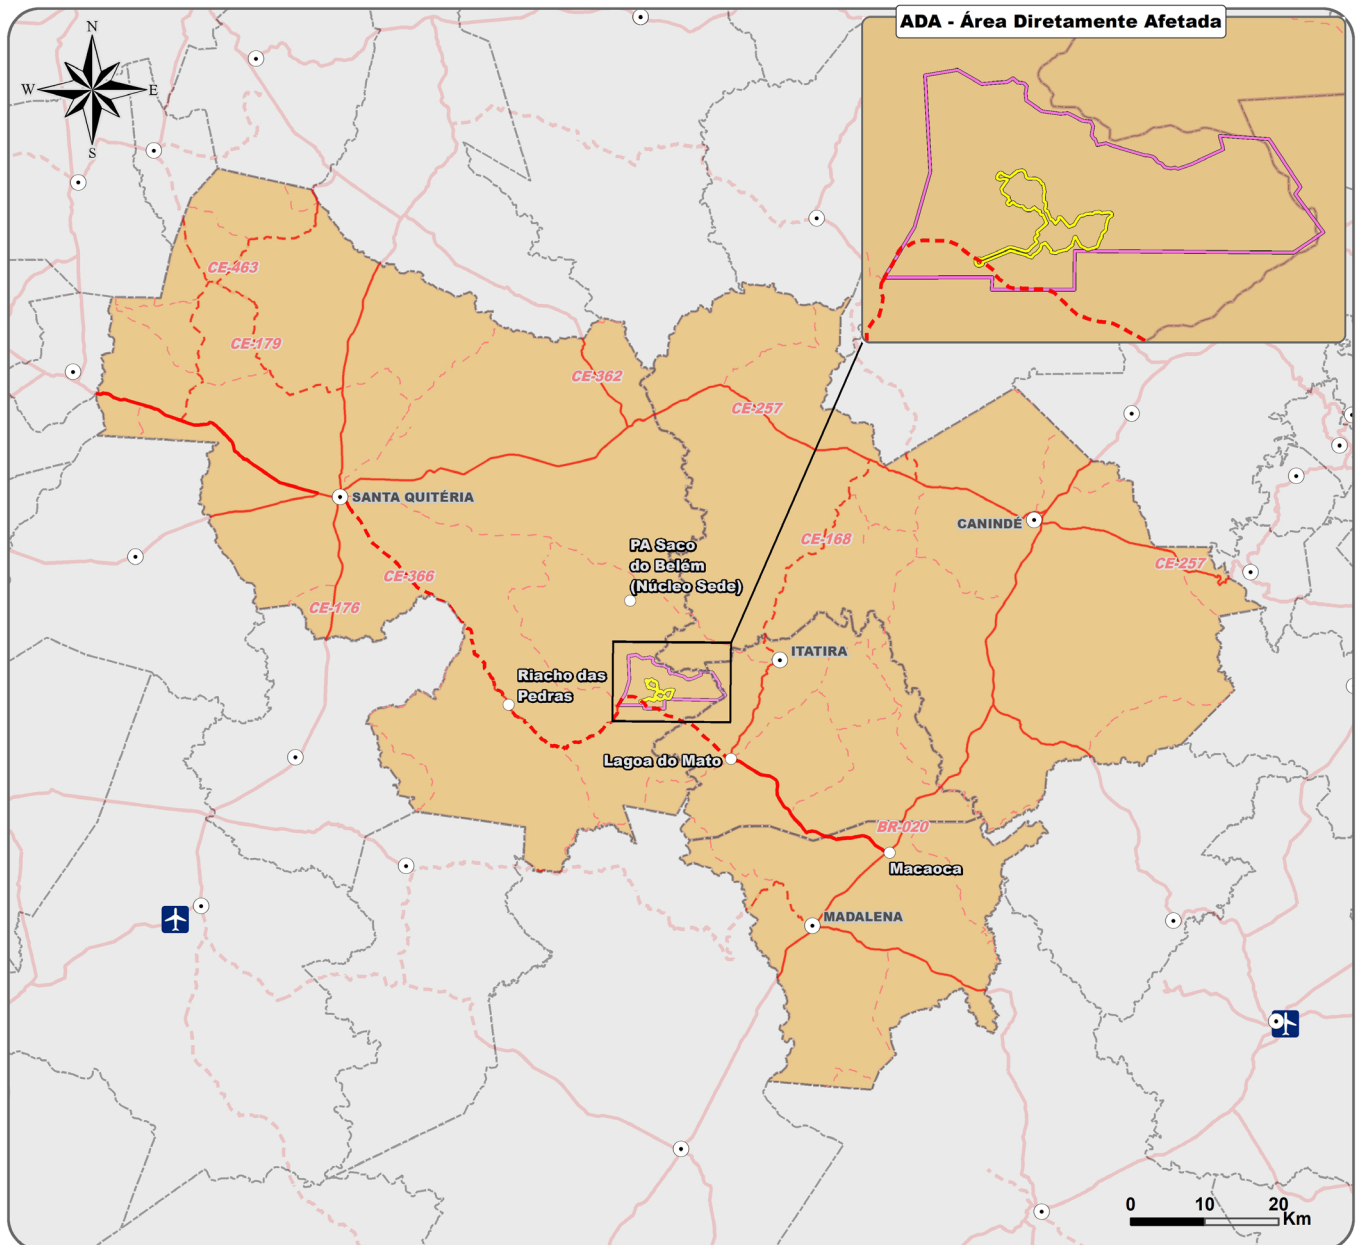 ADA - Área Diretamente Afetada
N
W
E
S
CE-463
CE-179
CE-362
CE-257
SANTA QUITÉRIA
CANINDÉ
PA Saco
do Belém
(Núcleo Sede)
CE-168
CE-257
CE-366
CE-176
ITATIRA
Riacho das
Pedras
Lagoa do Mato
BR-020
Macaoca
MADALENA
0 10 20
Km